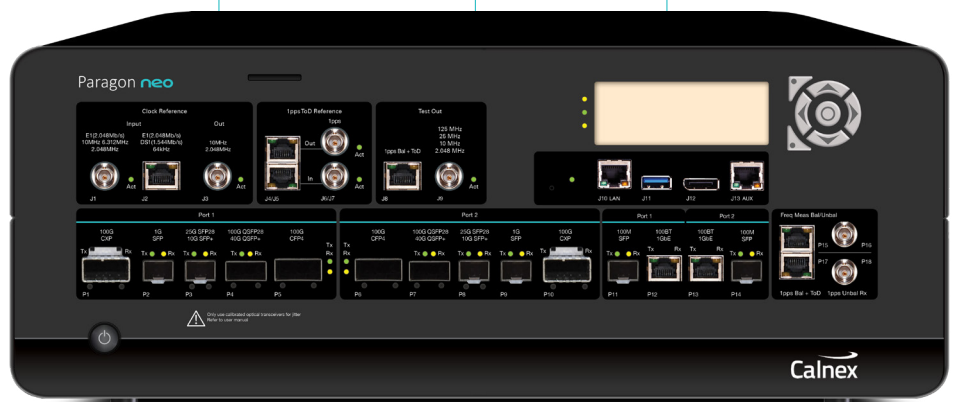 Paragon neo
Clock Reference
Input
Out
E1(2.048Mb/s)
10MHz 6.312MHz
2.048MHz
E1(2.048Mb/s)
DS1(1.544Mb/s)
64kHz
10MHz
2.048MHz
Act
Act
J1
J2
J3
1pps ToD Reference
1pps
Out
In
Act
Act
J4/J5
J6/J7
Test Out
125 MHz
25 MHz
10 MHz
2.048 MHz
1pps Bal + ToD
Act
J8
J9
J10 LAN
J11
J12
J13 AUX
Port 1
100G
CXP
1G
SFP
25G SFP28
10G SFP+
100G QSFP28
40G QSFP+
100G
CFP4
Tx
Rx
Tx
Rx
Tx
Rx
Tx
Rx
Tx
Rx
P1
P2
P3
P4
P5
Port 2
100G
CFP4
100G QSFP28
40G QSFP+
25G SFP28
10G SFP+
1G
SFP
100G
CXP
Tx
Rx
Tx
Rx
Tx
Rx
Tx
Rx
Tx
Rx
P6
P7
P8
P9
P10
Port 1
Port 2
100M
SFP
100BT
1GbE
100BT
1GbE
100M
SFP
Tx
Rx
Tx
Rx
Tx
Rx
Tx
Rx
P11
P12
P13
P14
Freq Meas Bal/Unbal
P15
P16
P17
P18
1pps Bal + ToD
1pps Unbal Rx
Only use calibrated optical transceivers for jitter
Refer to user manual
Calnex